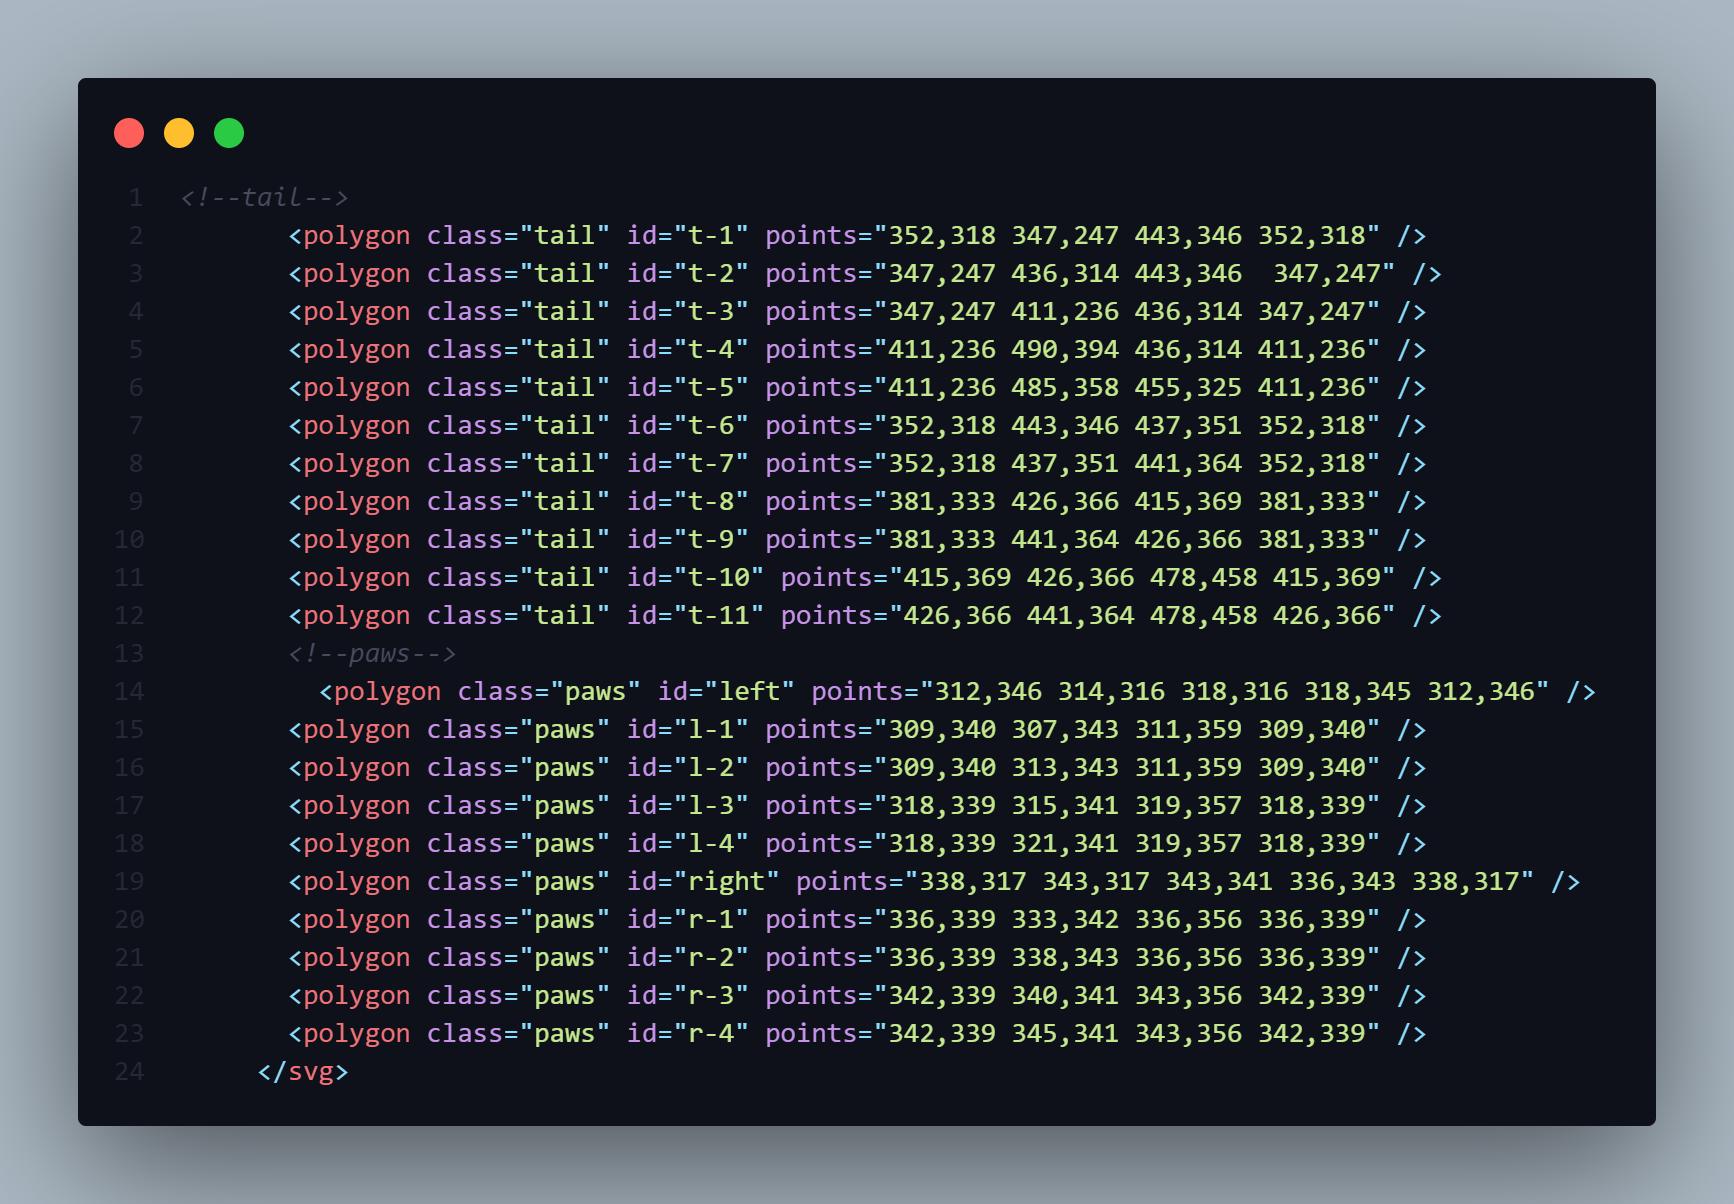 1 <!--tail-->
2 <polygon class="tail" id="t-1" points="352,318 347,247 443,346 352,318" />
3 <polygon class="tail" id="t-2" points="347,247 436,314 443,346  347,247" />
4 <polygon class="tail" id="t-3" points="347,247 411,236 436,314 347,247" />
5 <polygon class="tail" id="t-4" points="411,236 490,394 436,314 411,236" />
6 <polygon class="tail" id="t-5" points="411,236 485,358 455,325 411,236" />
7 <polygon class="tail" id="t-6" points="352,318 443,346 437,351 352,318" />
8 <polygon class="tail" id="t-7" points="352,318 437,351 441,364 352,318" />
9 <polygon class="tail" id="t-8" points="381,333 426,366 415,369 381,333" />
10 <polygon class="tail" id="t-9" points="381,333 441,364 426,366 381,333" />
11 <polygon class="tail" id="t-10" points="415,369 426,366 478,458 415,369" />
12 <polygon class="tail" id="t-11" points="426,366 441,364 478,458 426,366" />
13 <!--paws-->
14 <polygon class="paws" id="left" points="312,346 314,316 318,316 318,345 312,346" />
15 <polygon class="paws" id="l-1" points="309,340 307,343 311,359 309,340" />
16 <polygon class="paws" id="l-2" points="309,340 313,343 311,359 309,340" />
17 <polygon class="paws" id="l-3" points="318,339 315,341 319,357 318,339" />
18 <polygon class="paws" id="l-4" points="318,339 321,341 319,357 318,339" />
19 <polygon class="paws" id="right" points="338,317 343,317 343,341 336,343 338,317" />
20 <polygon class="paws" id="r-1" points="336,339 333,342 336,356 336,339" />
21 <polygon class="paws" id="r-2" points="336,339 338,343 336,356 336,339" />
22 <polygon class="paws" id="r-3" points="342,339 340,341 343,356 342,339" />
23 <polygon class="paws" id="r-4" points="342,339 345,341 343,356 342,339" />
24 </svg>